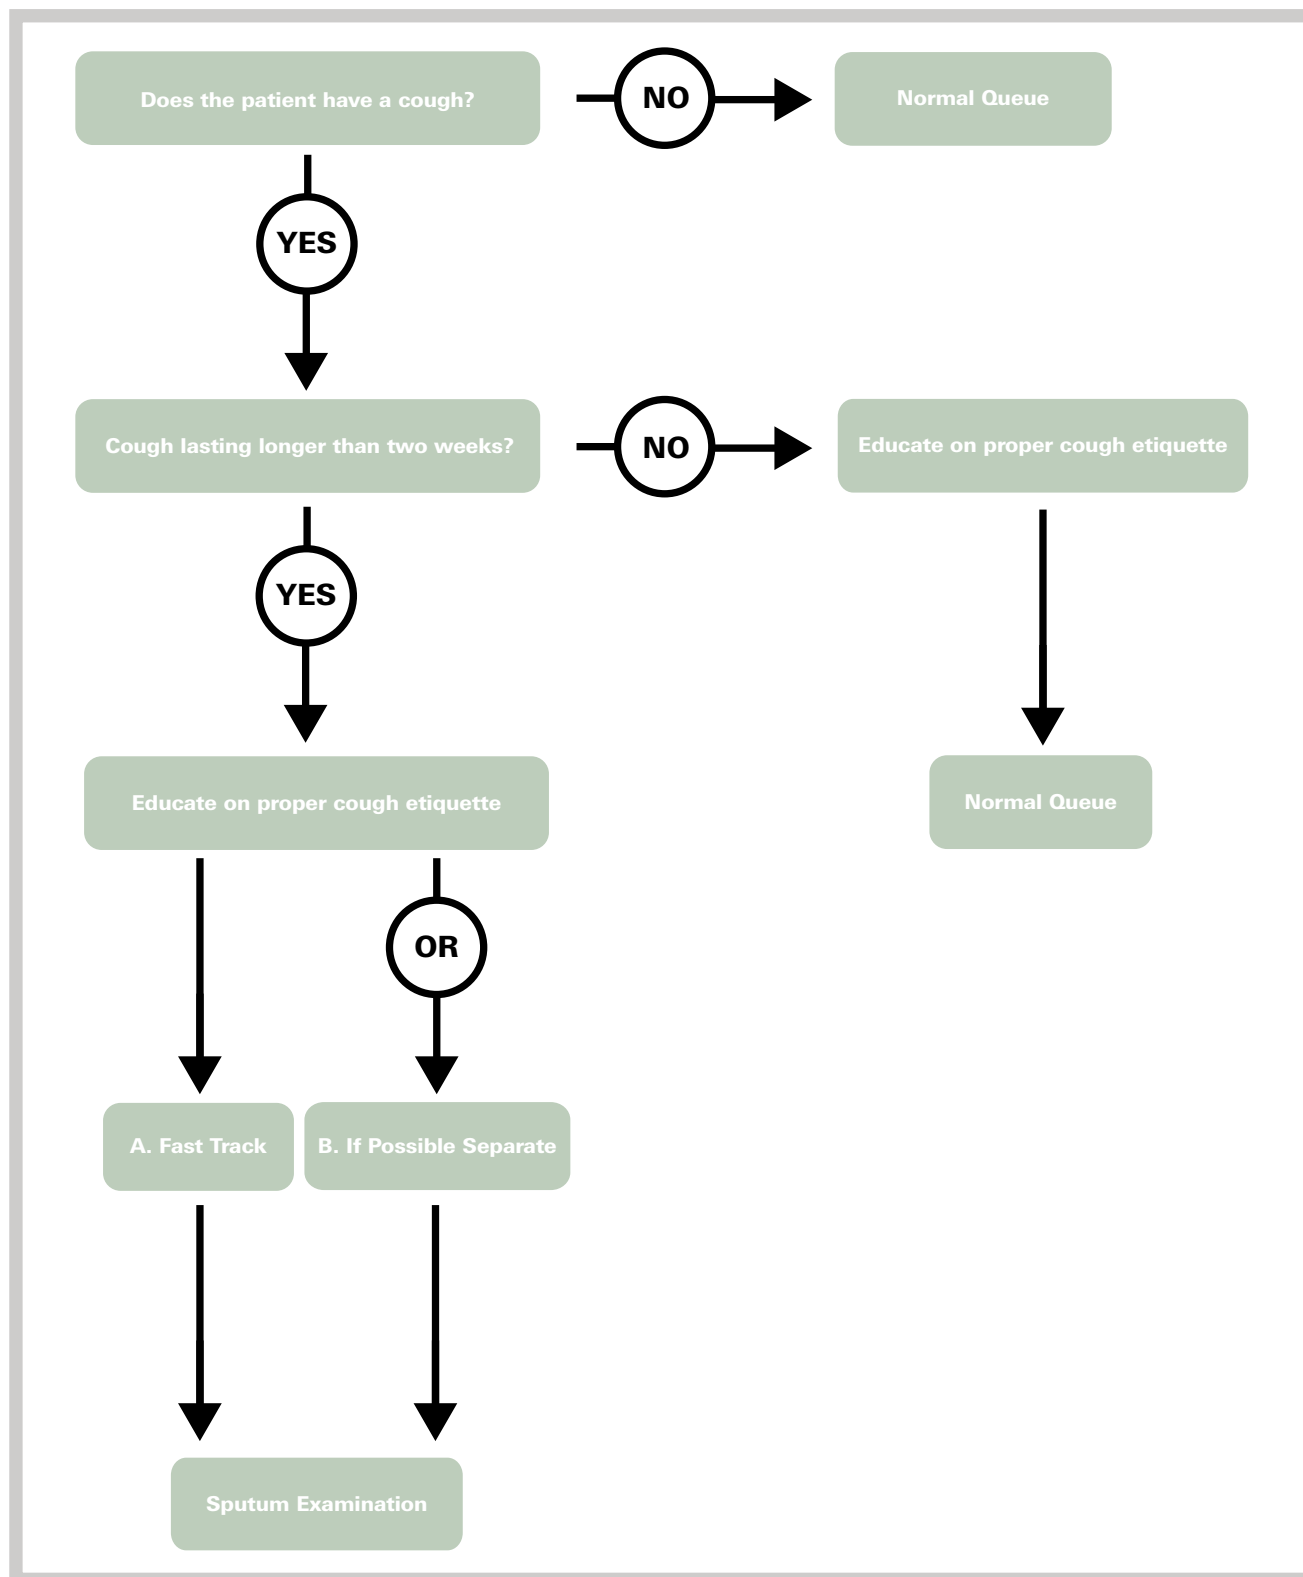 Does the patient have a cough?
NO
Normal Queue
YES
Cough lasting longer than two weeks?
NO
Educate on proper cough etiquette
YES
Educate on proper cough etiquette
Normal Queue
OR
A. Fast Track
B. If Possible Separate
Sputum Examination